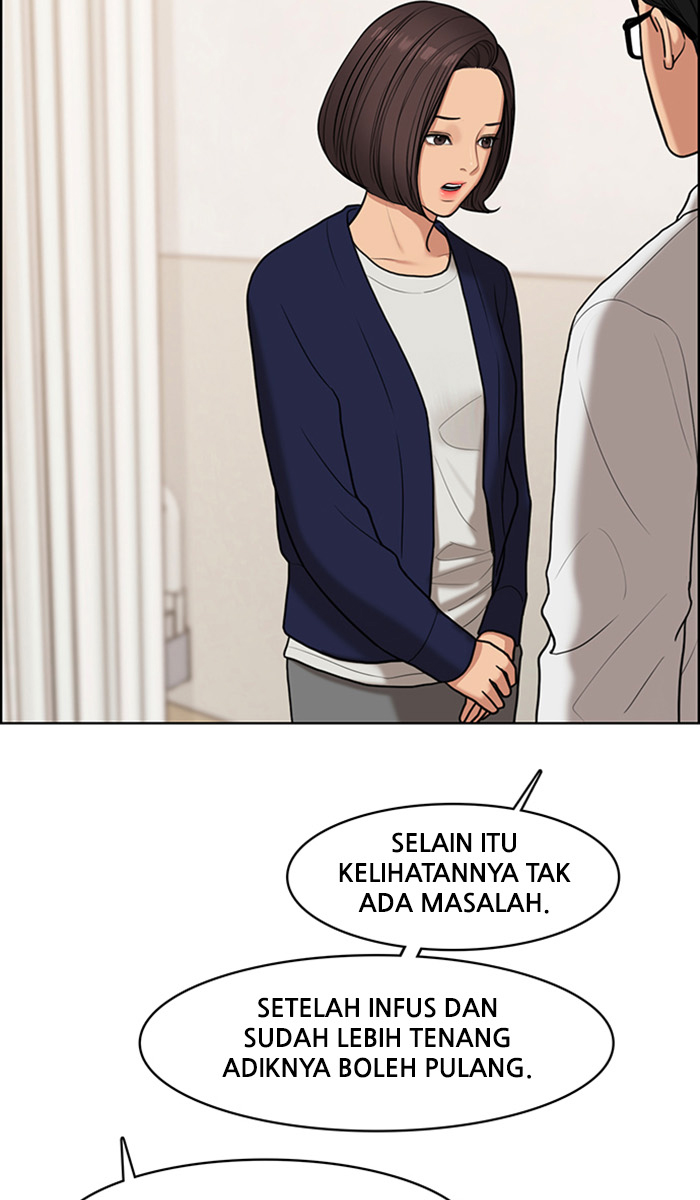 SELAIN ITU
KELIHATANNYA TAK
ADA MASALAH.
SETELAH INFUS DAN
SUDAH LEBIH TENANG
ADIKNYA BOLEH PULANG.